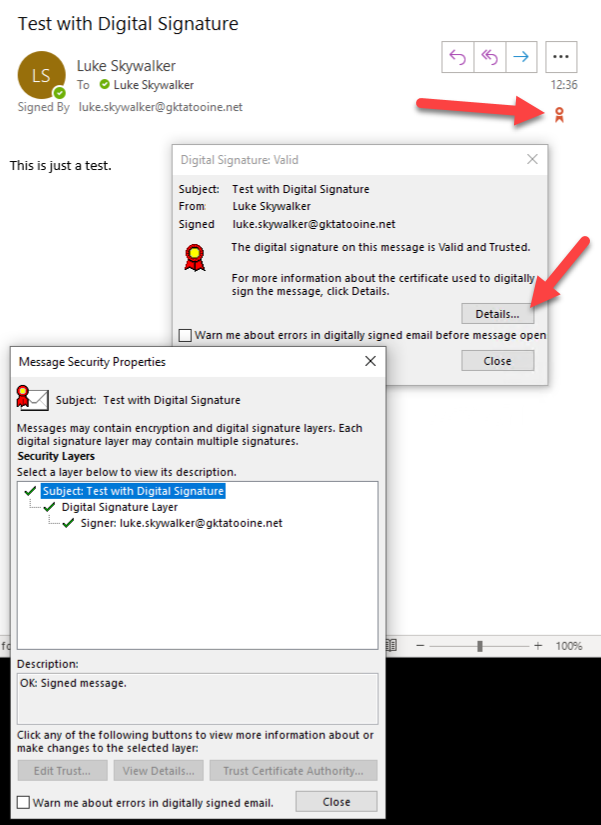 Test with Digital Signature
LS
Luke Skywalker
To Luke Skywalker
12:36
Signed By luke.skywalker@gktatooine.net
This is just a test.
Digital Signature: Valid
Subject: Test with Digital Signature
From: Luke Skywalker
Signed luke.skywalker@gktatooine.net
The digital signature on this message is Valid and Trusted.
For more information about the certificate used to digitally
sign the message, click Details.
Details...
Warn me about errors in digitally signed email before message open
Close
Message Security Properties
Subject: Test with Digital Signature
Messages may contain encryption and digital signature layers. Each
digital signature layer may contain multiple signatures.
Security Layers
Select a layer below to view its description.
Subject: Test with Digital Signature
Digital Signature Layer
Signer: luke.skywalker@gktatooine.net
100%
Description:
OK: Signed message.
Click any of the following buttons to view more information about or
make changes to the selected layer:
Edit Trust... View Details... Trust Certificate Authority...
Warn me about errors in digitally signed email.
Close